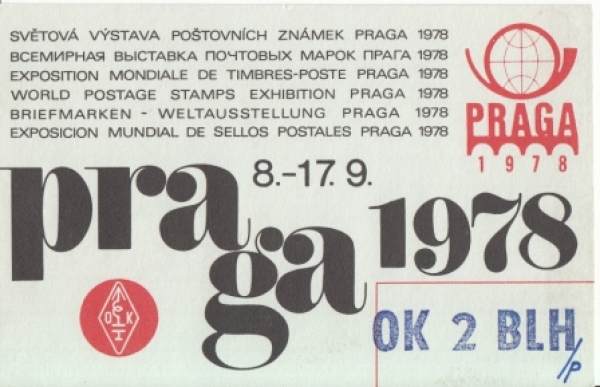 SVĚTOVÁ VÝSTAVA POŠTOVNÍCH ZNÁMEK PRAGA 1978
ВСЕМИРНАЯ ВЫСТАВКА ПОЧТОВЫХ МАРОК ПРАГА 1978
EXPOSITION MONDIALE DE TIMBRES-POSTE PRAGA 1978
WORLD POSTAGE STAMPS EXHIBITION PRAGA 1978
BRIEFMARKEN - WELTAUSSTELLUNG PRAGA 1978
EXPOSICION MUNDIAL DE SELLOS POSTALES PRAGA 1978
PRAGA
1978
8.-17. 9.
praga 1978
OK
OK 2 BLH/P